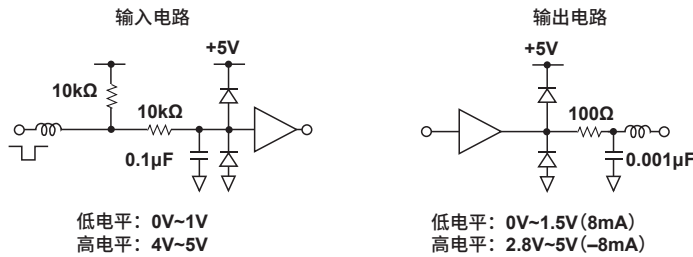 输入电路
输出电路
+5V
10kΩ
10kΩ
0.1µF
+5V
100Ω
0.001µF
低电平：0V~1V
高电平：4V~5V
低电平：0V~1.5V（8mA）
高电平：2.8V~5V（–8mA）